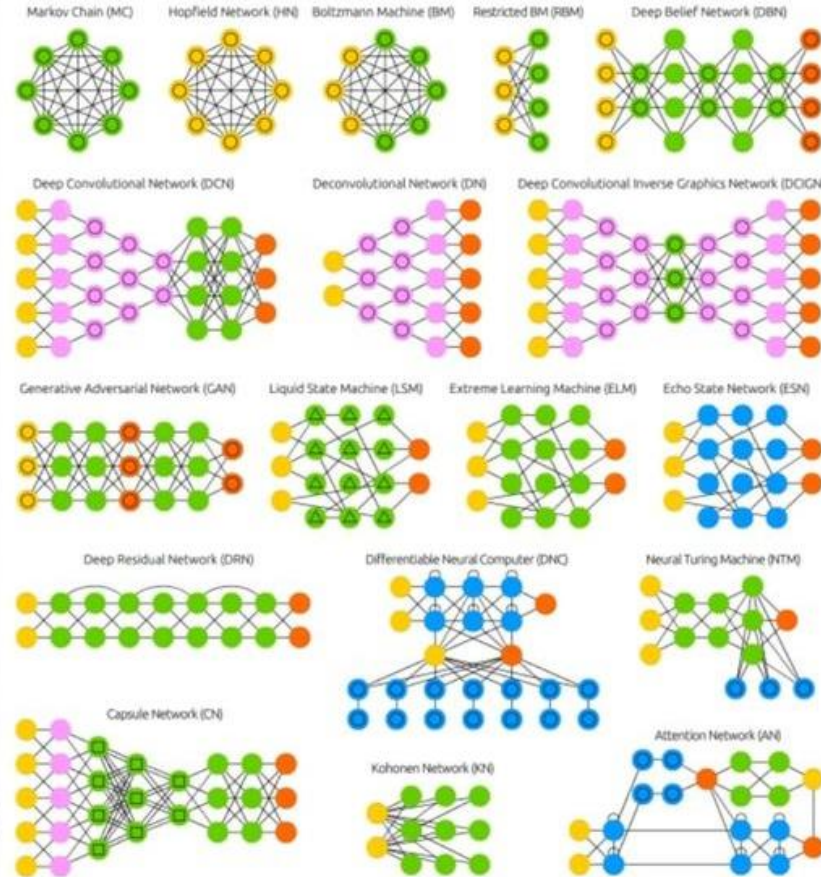 Markov Chain (MC)
Hopfield Network (HN)
Boltzmann Machine (BM)
Restricted BM (RBM)
Deep Belief Network (DBN)
Deep Convolutional Network (DCN)
Deconvolutional Network (DN)
Deep Convolutional Inverse Graphics Network (DCIGN
Generative Adversarial Network (GAN)
Liquid State Machine (LSM)
Extreme Learning Machine (ELM)
Echo State Network (ESN)
Deep Residual Network (DRN)
Differentiable Neural Computer (DNC)
Neural Turing Machine (NTM)
Capsule Network (CN)
Kohonen Network (KN)
Attention Network (AN)